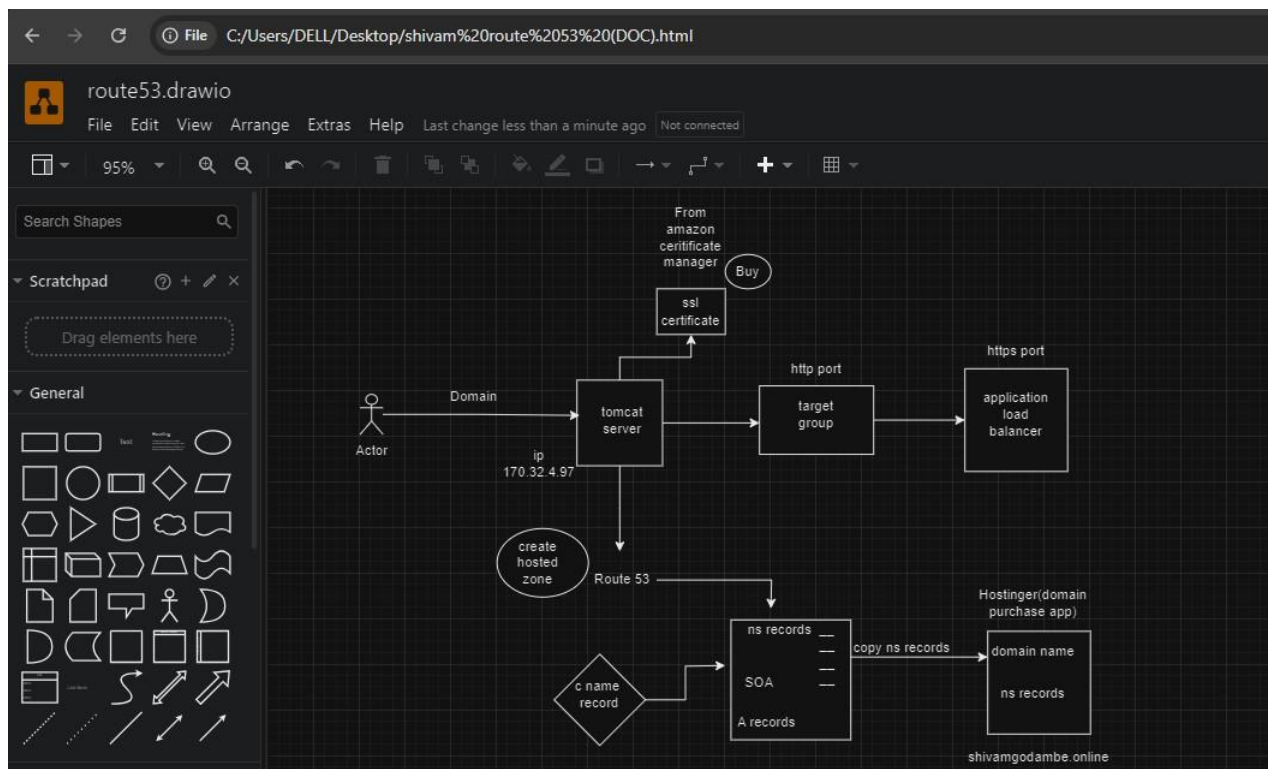 File C:/Users/DELL/Desktop/shivam%20route%2053%20(DOC).html
route53.drawio
File Edit View Arrange Extras Help Last change less than a minute ago Not connected
95%
Search Shapes
Scratchpad
Drag elements here
General
Text
From
amazon
ceritificate
manager
Buy
ssl
certificate
Actor
Domain
tomcat
server
ip
170.32.4.97
http port
target
group
https port
application
load
balancer
create
hosted
zone
Route 53
ns records
SOA
A records
c name
record
copy ns records
Hostinger(domain
purchase app)
domain name
ns records
shivamgodambe.online